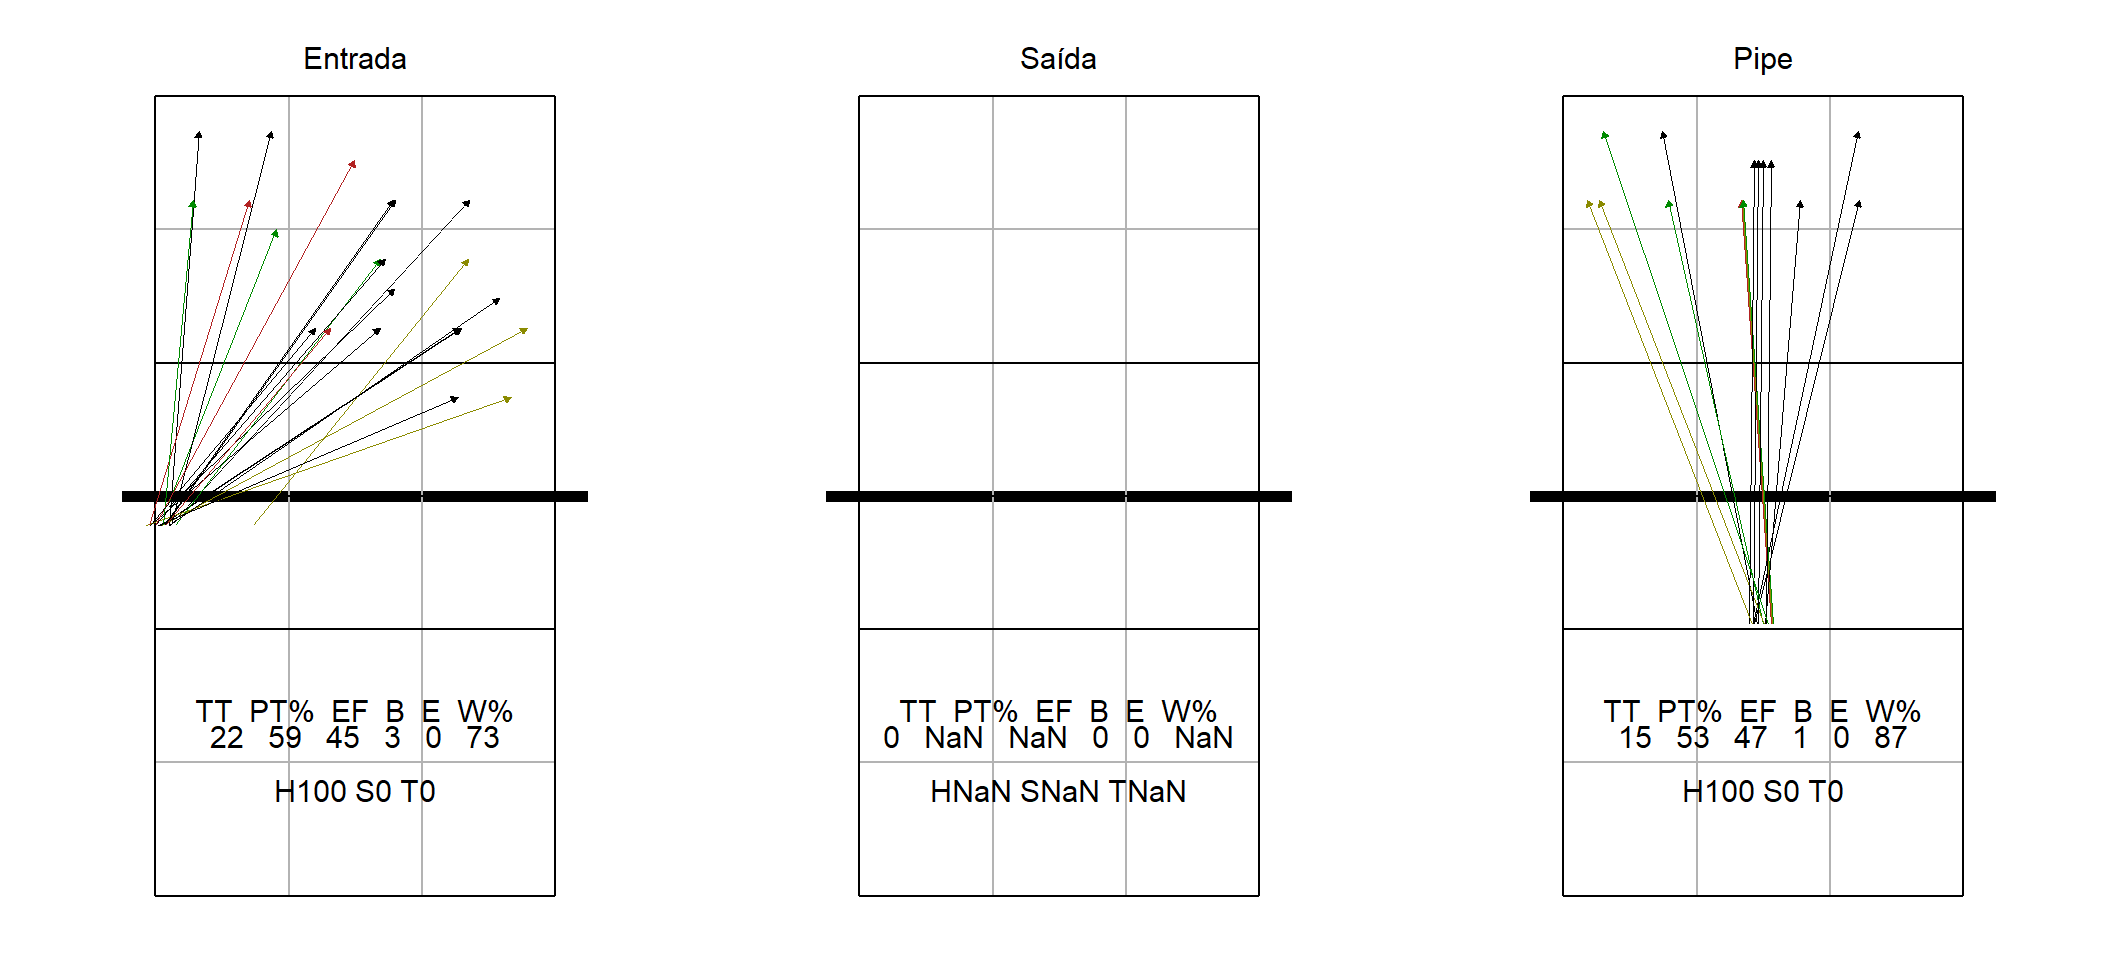 Entrada
TT PT% EF B E W%
22 59 45 3 0 73
H100 S0 T0
Saída
TT PT% EF B E W%
0 NaN NaN 0 0 NaN
HNaN SNaN TNaN
Pipe
TT PT% EF B E W%
15 53 47 1 0 87
H100 S0 T0